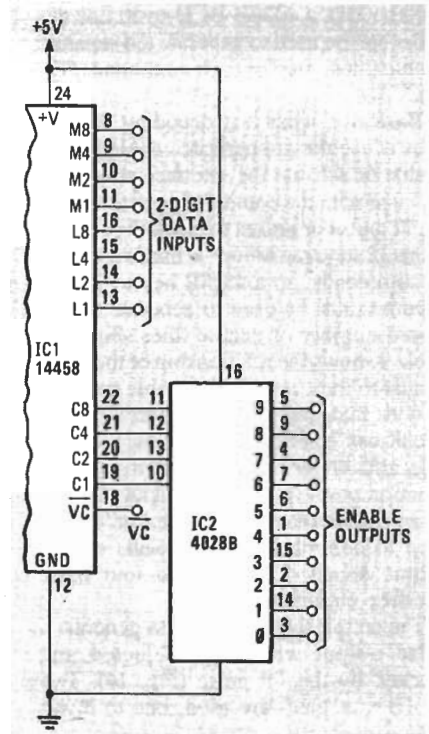 +5V
24
+V
M8 8
M4 9
M2 10
M1 11
L8 16
L4 15
L2 14
L1 13
2-DIGIT
DATA
INPUTS
IC1
14458
16
C8 22 11
C4 21 12
C2 20 13
C1 19 10
VC 18
VC
GND
12
IC2
4028B
9 5
8 9
7 4
6 7
5 6
4 1
3 15
2 2
1 14
Ø 3
ENABLE
OUTPUTS